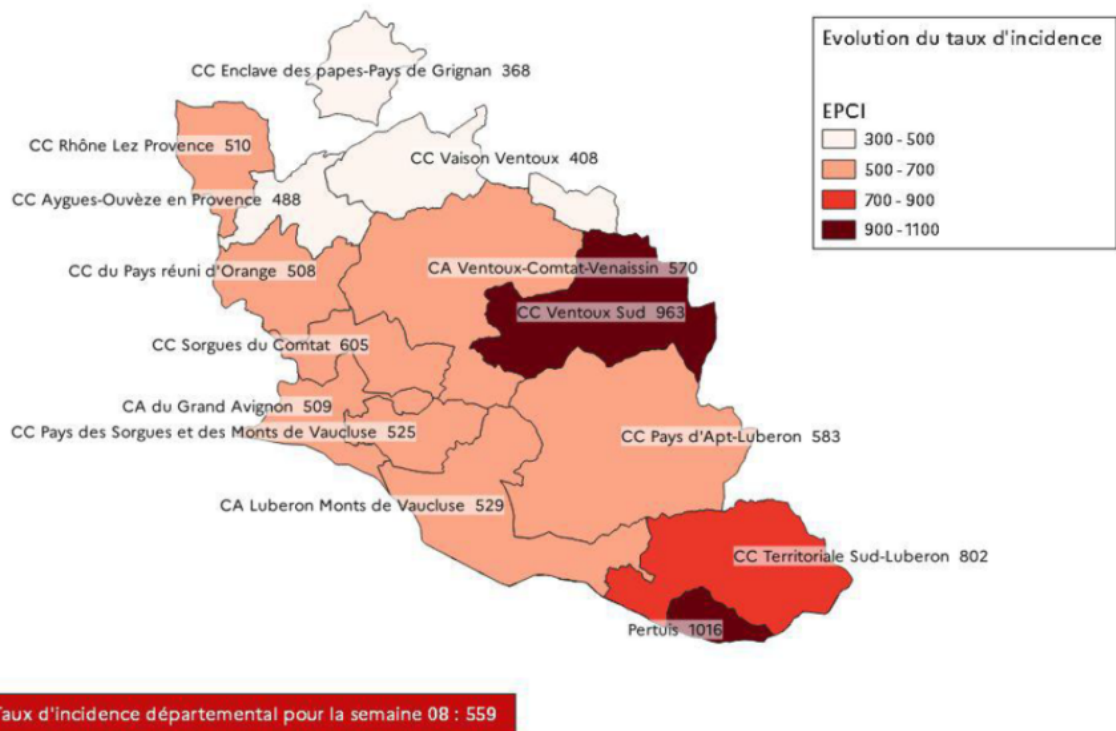 Evolution du taux d'incidence
EPCI
300 - 500
500 - 700
700 - 900
900 - 1100
CC Enclave des papes-Pays de Grignan 368
CC Rhône Lez Provence 510
CC Vaison Ventoux 408
CC Aygues-Ouvèze en Provence 488
CC du Pays réuni d'Orange 508
CA Ventoux-Comtat-Venaissin 570
CC Ventoux Sud 963
CC Sorgues du Comtat 605
CA du Grand Avignon 509
CC Pays des Sorgues et des Monts de Vaucluse 525
CC Pays d'Apt-Luberon 583
CA Luberon Monts de Vaucluse 529
CC Territoriale Sud-Luberon 802
Pertuis 1016
Taux d'incidence départemental pour la semaine 08 : 559